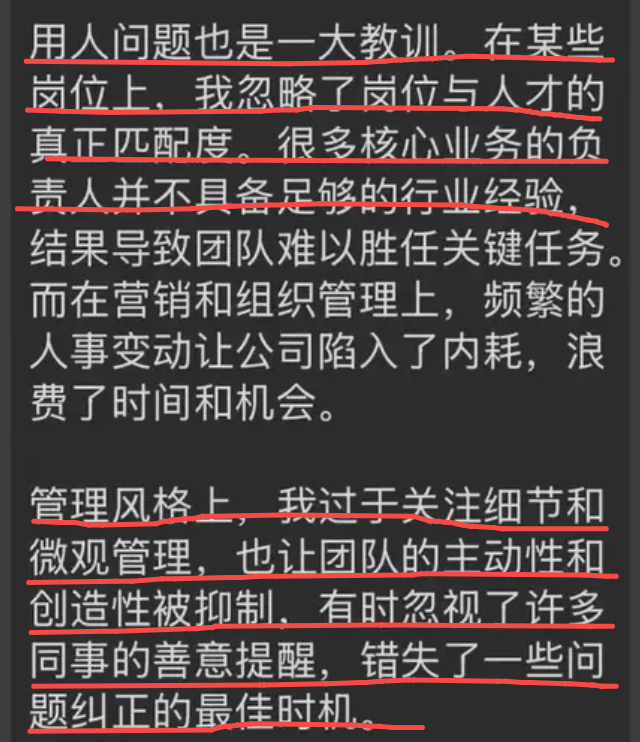 用人问题也是一大教训。在某些
岗位上，我忽略了岗位与人才的
真正匹配度。很多核心业务的负
责人并不具备足够的行业经验，
结果导致团队难以胜任关键任务。
而在营销和组织管理上，频繁的
人事变动让公司陷入了内耗，浪
费了时间和机会。
管理风格上，我过于关注细节和
微观管理，也让团队的主动性和
创造性被抑制，有时忽视了许多
同事的善意提醒，错失了一些问
题纠正的最佳时机。